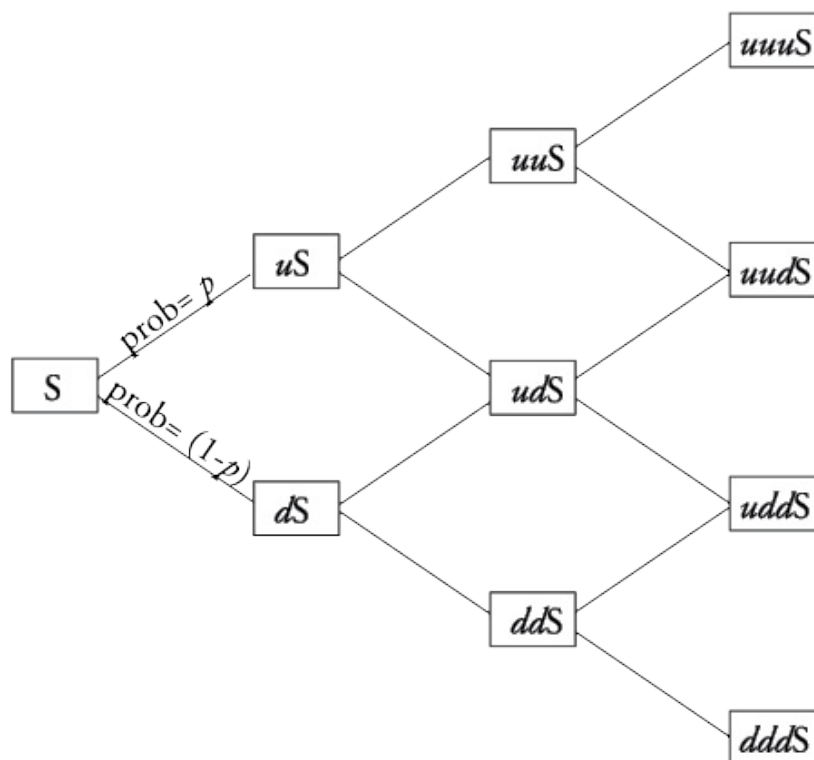 uuuS
uuS
uS
uudS
prob= p
S
udS
prob= (1-p)
dS
uddS
ddS
dddS